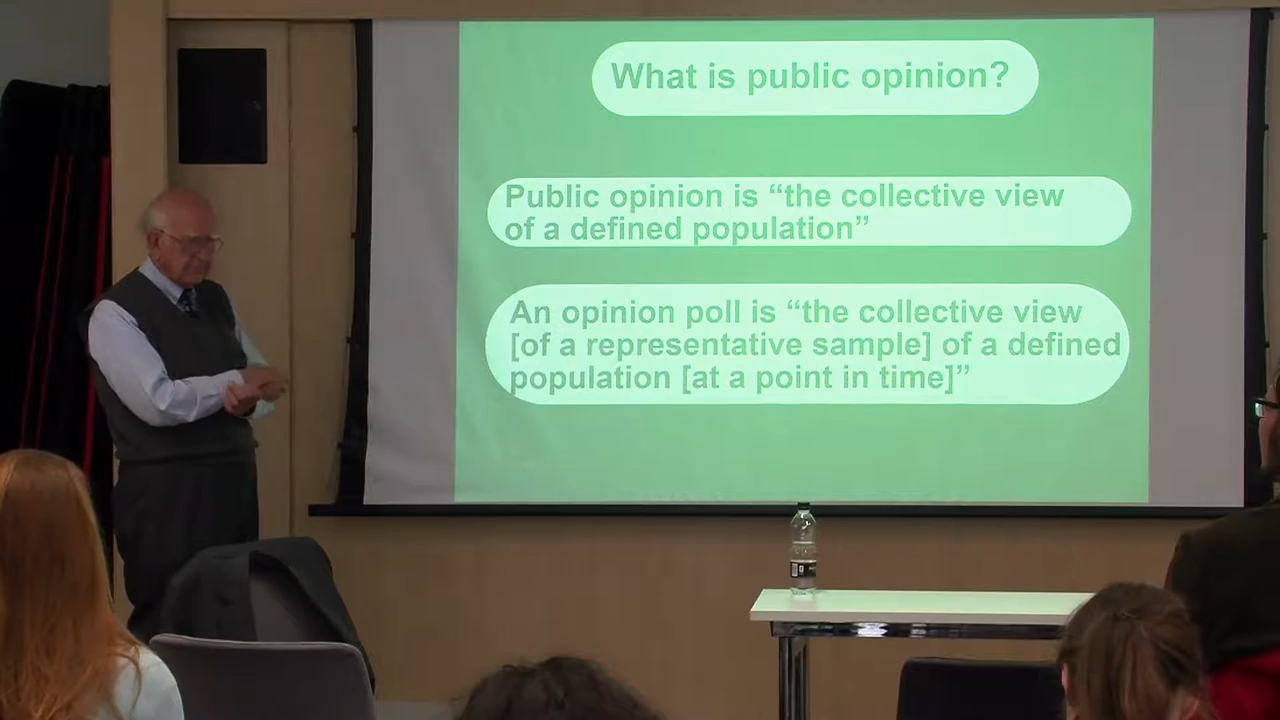 What is public opinion?
Public opinion is “the collective view
of a defined population”
An opinion poll is “the collective view
[of a representative sample] of a defined
population [at a point in time]”